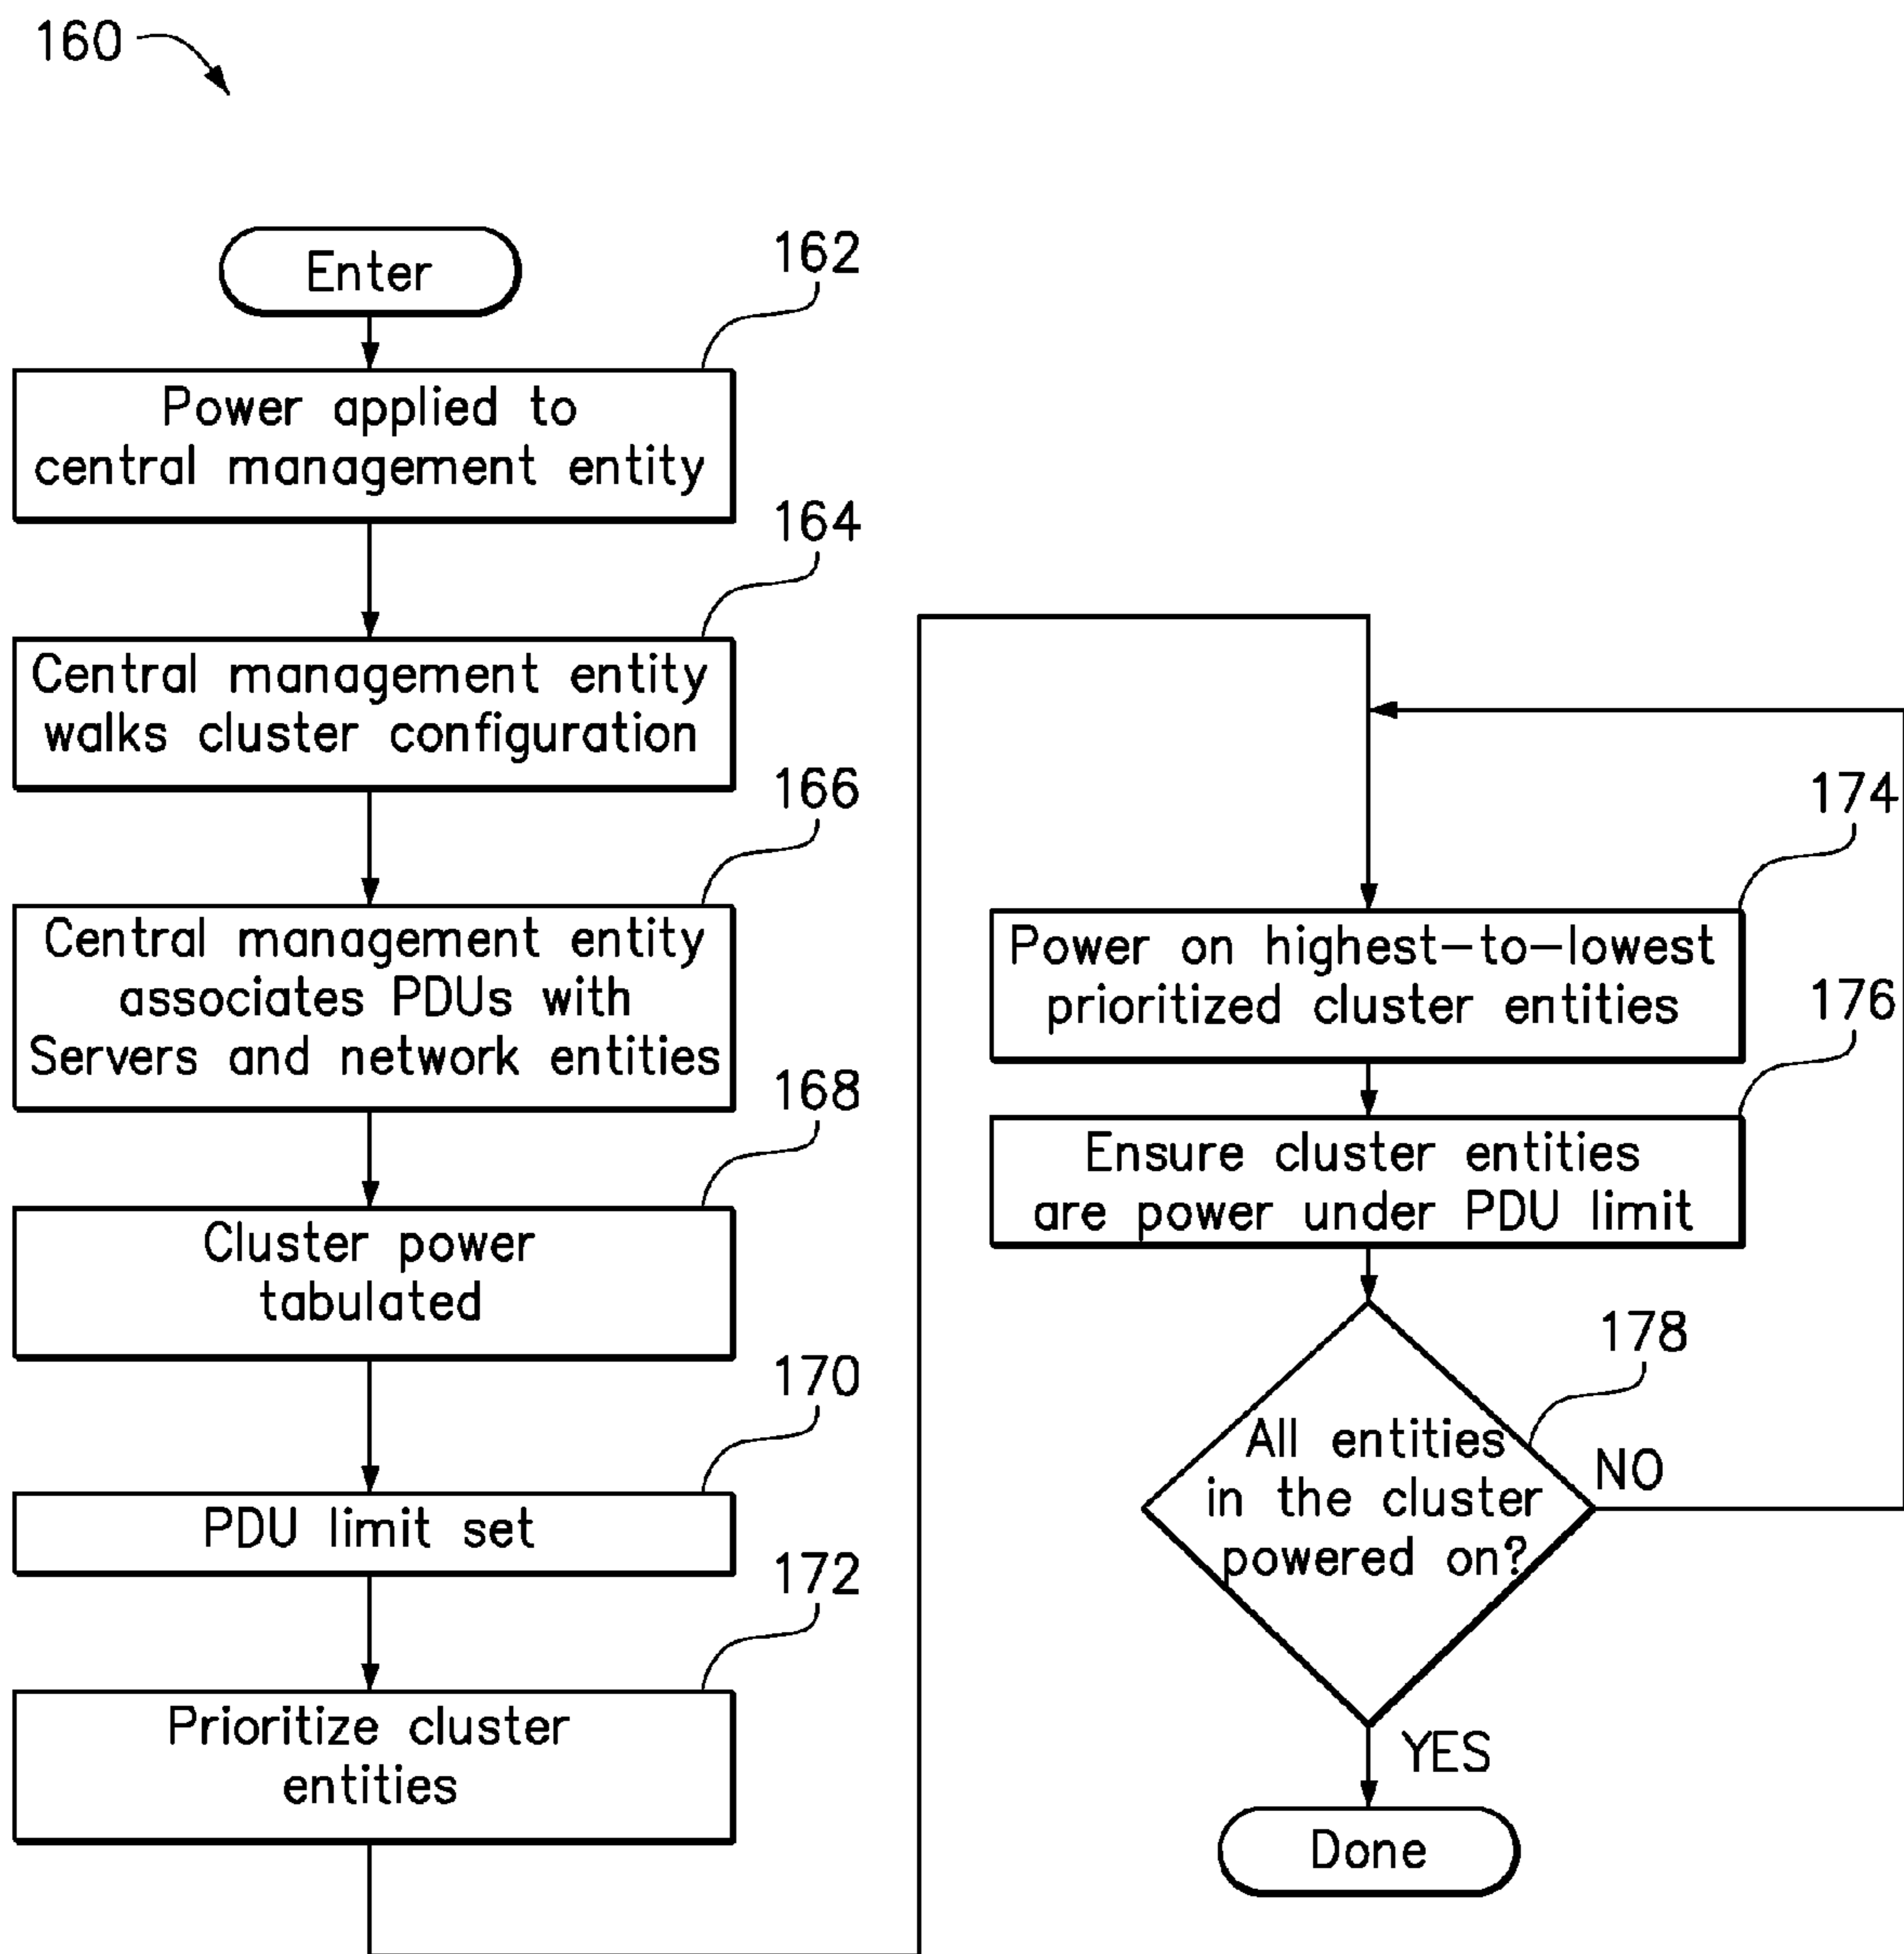 160
Enter
162
Power applied to
central management entity
164
Central management entity
walks cluster configuration
166
Central management entity
associates PDUs with
Servers and network entities
168
Cluster power
tabulated
170
PDU limit set
172
Prioritize cluster
entities
174
Power on highest-to-lowest
prioritized cluster entities
176
Ensure cluster entities
are power under PDU limit
178
All entities
in the cluster
powered on?
NO
YES
Done